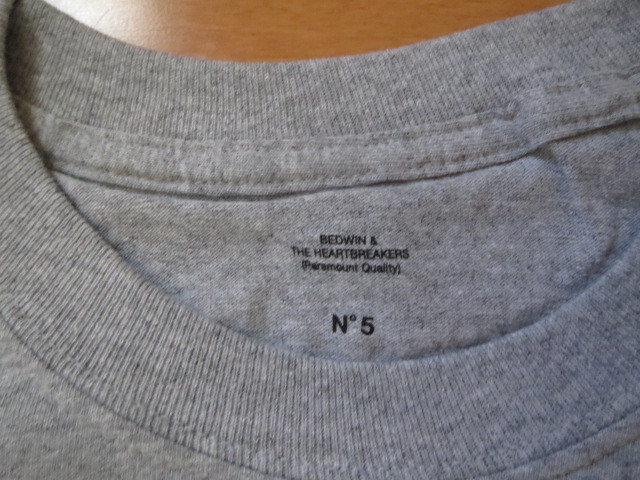 BEDWIN &
THE HEARTBREAKERS
(Paramount Quality)
N° 5